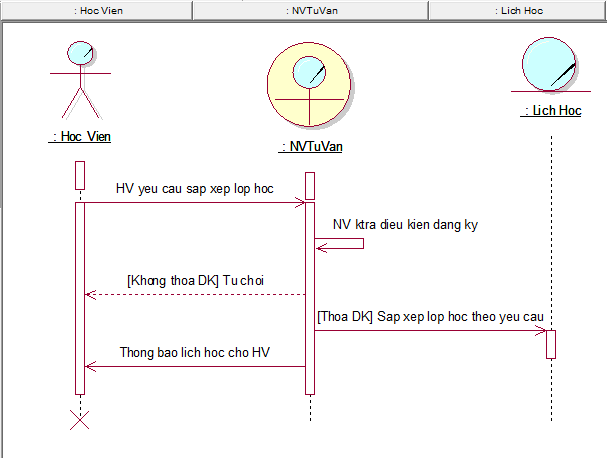 : Hoc Vien
: NVTuVan
: Lich Hoc
: Hoc Vien
: NVTuVan
: Lich Hoc
HV yeu cau sap xep lop hoc
NV ktra dieu kien dang ky
[Khong thoa DK] Tu choi
[Thoa DK] Sap xep lop hoc theo yeu cau
Thong bao lich hoc cho HV